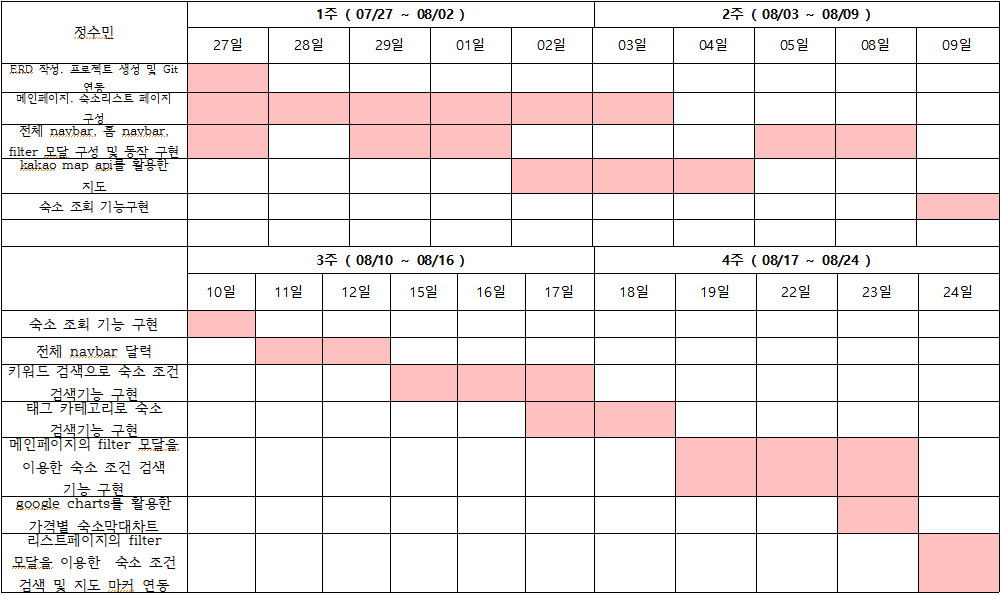 정수민
1주 ( 07/27 ~ 08/02 )
2주 ( 08/03 ~ 08/09 )
27일 28일 29일 01일 02일 03일 04일 05일 08일 09일
ERD 작성, 프로젝트 생성 및 Git
연동
메인페이지, 숙소리스트 페이지
구성
전체 navbar, 홈 navbar,
filter 모달 구성 및 동작 구현
kakao map api를 활용한
지도
숙소 조회 기능구현
3주 ( 08/10 ~ 08/16 )
4주 ( 08/17 ~ 08/24 )
10일 11일 12일 15일 16일 17일 18일 19일 22일 23일 24일
숙소 조회 기능 구현
전체 navbar 달력
키워드 검색으로 숙소 조건
검색기능 구현
태그 카테고리로 숙소
검색기능 구현
메인페이지의 filter 모달을
이용한 숙소 조건 검색
기능 구현
google charts를 활용한
가격별 숙소막대차트
리스트페이지의 filter
모달을 이용한 숙소 조건
검색 및 지도 마커 연동